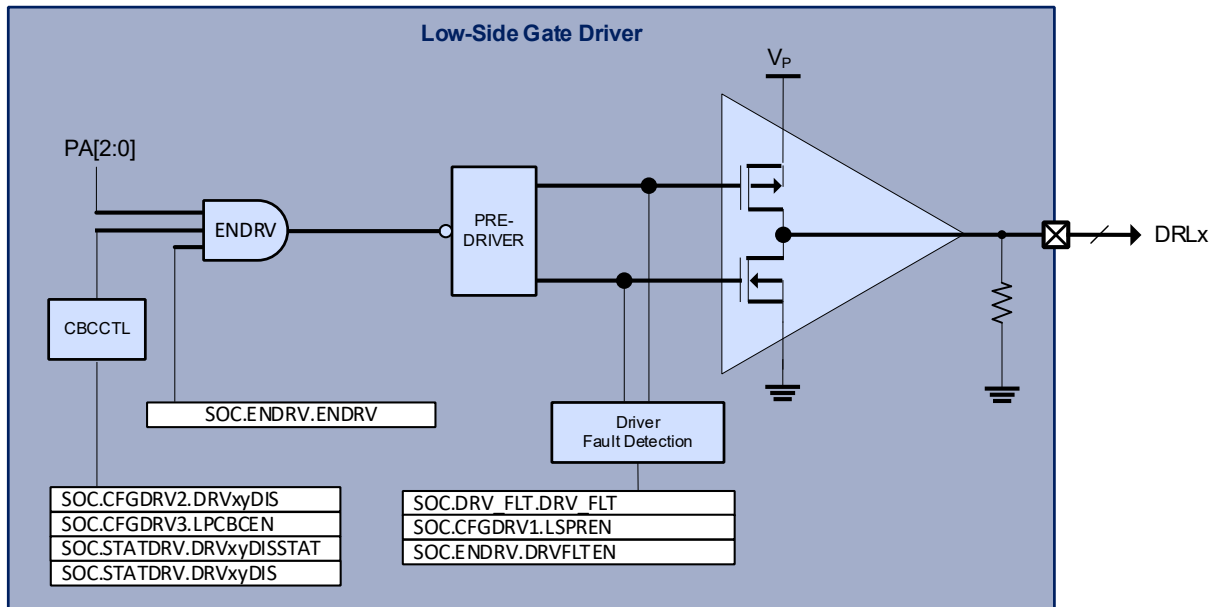 Low-Side Gate Driver
VP
PA[2:0]
ENDRV
PRE-
DRIVER
DRLx
CBCCTL
SOC.ENDRV.ENDRV
Driver
Fault Detection
SOC.CFGDRV2.DRVxyDIS
SOC.CFGDRV3.LPCBCEN
SOC.STATDRV.DRVxyDISSTAT
SOC.STATDRV.DRVxyDIS
SOC.DRV_FLT.DRV_FLT
SOC.CFGDRV1.LSPREN
SOC.ENDRV.DRVFLTEN